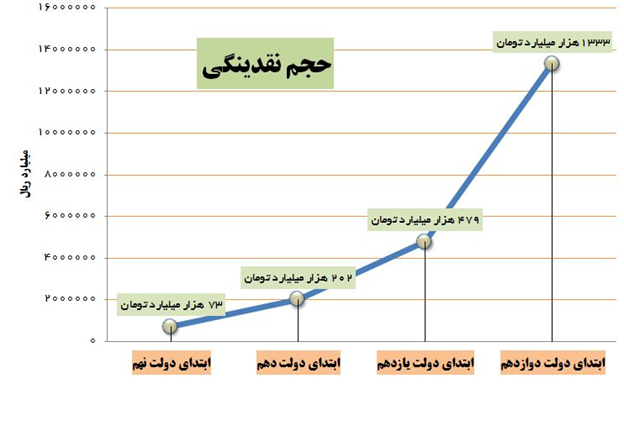 حجم نقدینگی
میلیارد ریال
۱۶۰۰۰۰۰۰
۱۴۰۰۰۰۰۰
۱۲۰۰۰۰۰۰
۱۰۰۰۰۰۰۰
۸۰۰۰۰۰۰
۶۰۰۰۰۰۰
۴۰۰۰۰۰۰
۲۰۰۰۰۰۰
۰
۱۳۳۳ هزار میلیارد تومان
۴۷۹ هزار میلیارد تومان
۲۰۲ هزار میلیارد تومان
۷۳ هزار میلیارد تومان
ابتدای دولت نهم
ابتدای دولت دهم
ابتدای دولت یازدهم
ابتدای دولت دوازدهم